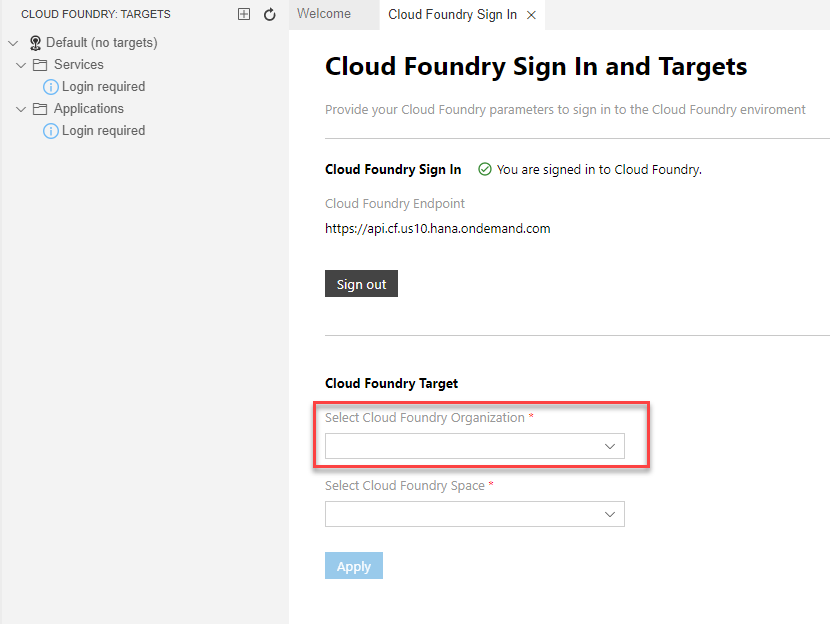 CLOUD FOUNDRY: TARGETS
Default (no targets)
Services
Login required
Applications
Login required
Welcome
Cloud Foundry Sign In
Cloud Foundry Sign In and Targets
Provide your Cloud Foundry parameters to sign in to the Cloud Foundry enviroment
Cloud Foundry Sign In You are signed in to Cloud Foundry.
Cloud Foundry Endpoint
https://api.cf.us10.hana.ondemand.com
Sign out
Cloud Foundry Target
Select Cloud Foundry Organization *
Select Cloud Foundry Space *
Apply